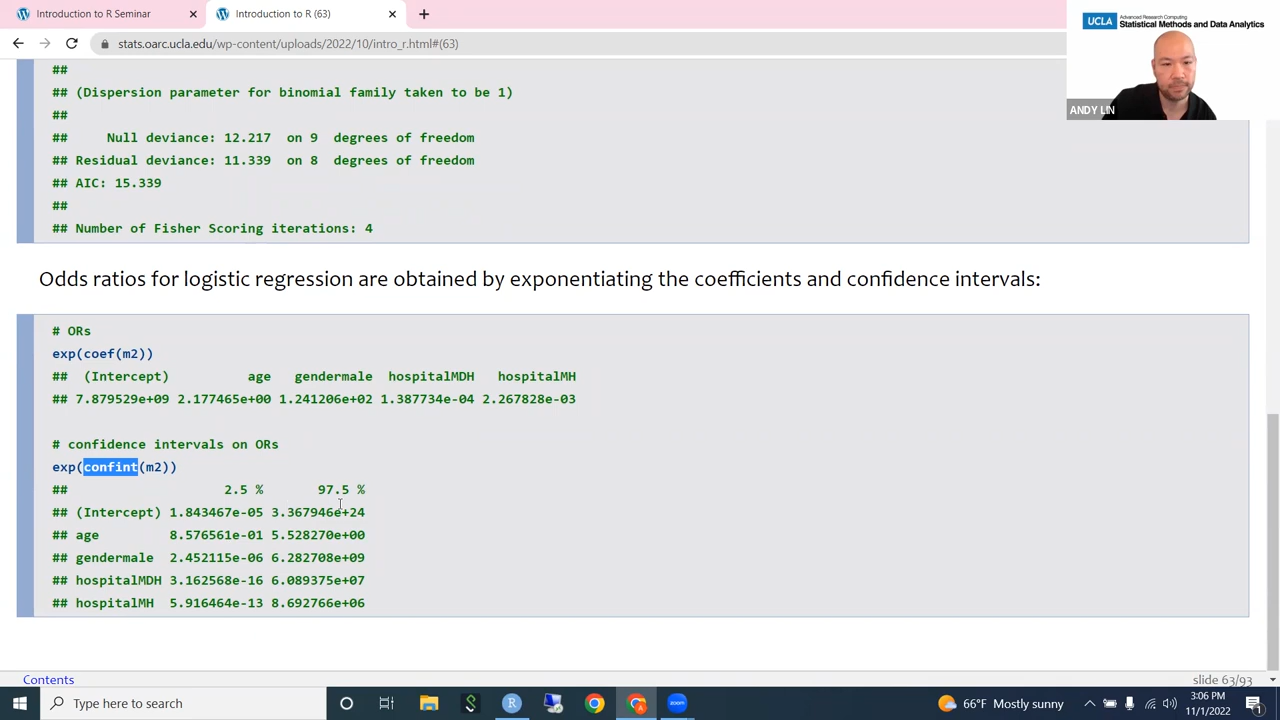 Introduction to R Seminar
Introduction to R (63)
stats.oarc.ucla.edu/wp-content/uploads/2022/10/intro_r.html#(63)
UCLA Advanced Research Computing
Statistical Methods and Data Analytics
ANDY LIN
##
## (Dispersion parameter for binomial family taken to be 1)
##
## Null deviance: 12.217 on 9 degrees of freedom
## Residual deviance: 11.339 on 8 degrees of freedom
## AIC: 15.339
##
## Number of Fisher Scoring iterations: 4
Odds ratios for logistic regression are obtained by exponentiating the coefficients and confidence intervals:
# ORs
exp(coef(m2))
## (Intercept) age gendermale hospitalMDH hospitalMH
## 7.879529e+09 2.177465e+00 1.241206e+02 1.387734e-04 2.267828e-03
# confidence intervals on ORs
exp(confint(m2))
## 2.5 % 97.5 %
## (Intercept) 1.843467e-05 3.367946e+24
## age 8.576561e-01 5.528270e+00
## gendermale 2.452115e-06 6.282708e+09
## hospitalMDH 3.162568e-16 6.089375e+07
## hospitalMH 5.916464e-13 8.692766e+06
Contents
slide 63/93
Type here to search
66°F Mostly sunny
3:06 PM
11/1/2022